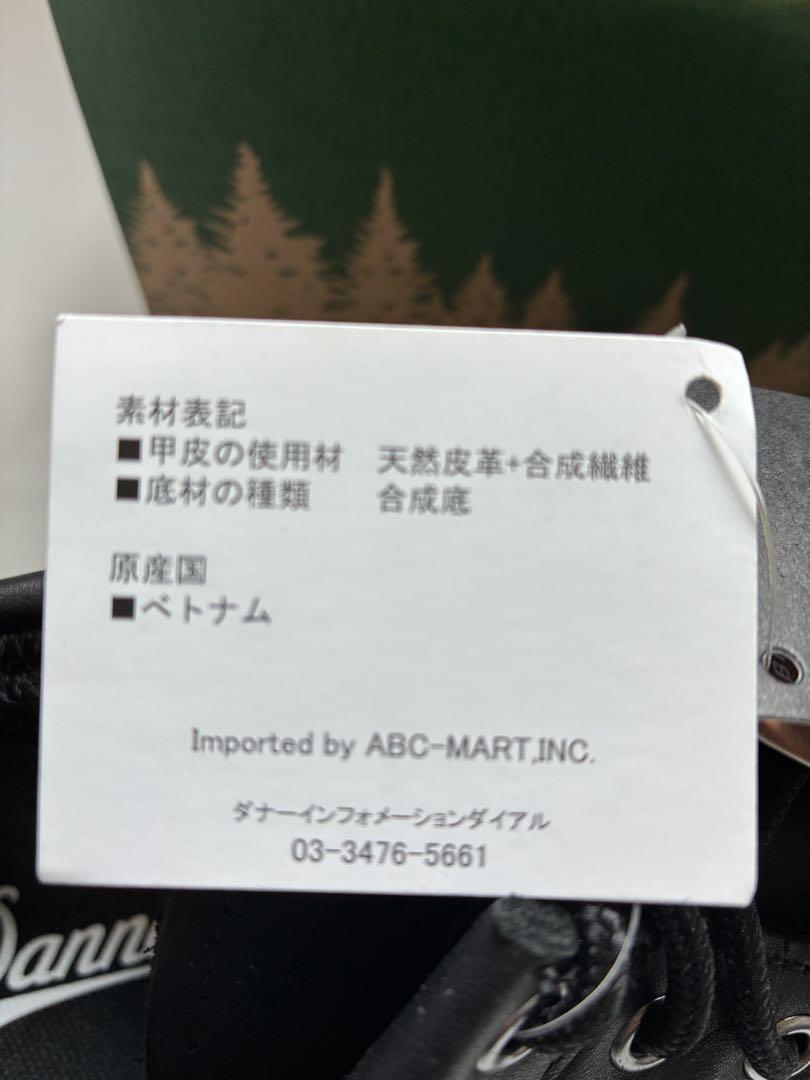 素材表記
■甲皮の使用材 天然皮革+合成繊維
■底材の種類 合成底
原産国
■ベトナム
Imported by ABC-MART,INC.
ダナーインフォメーションダイアル
03-3476-5661